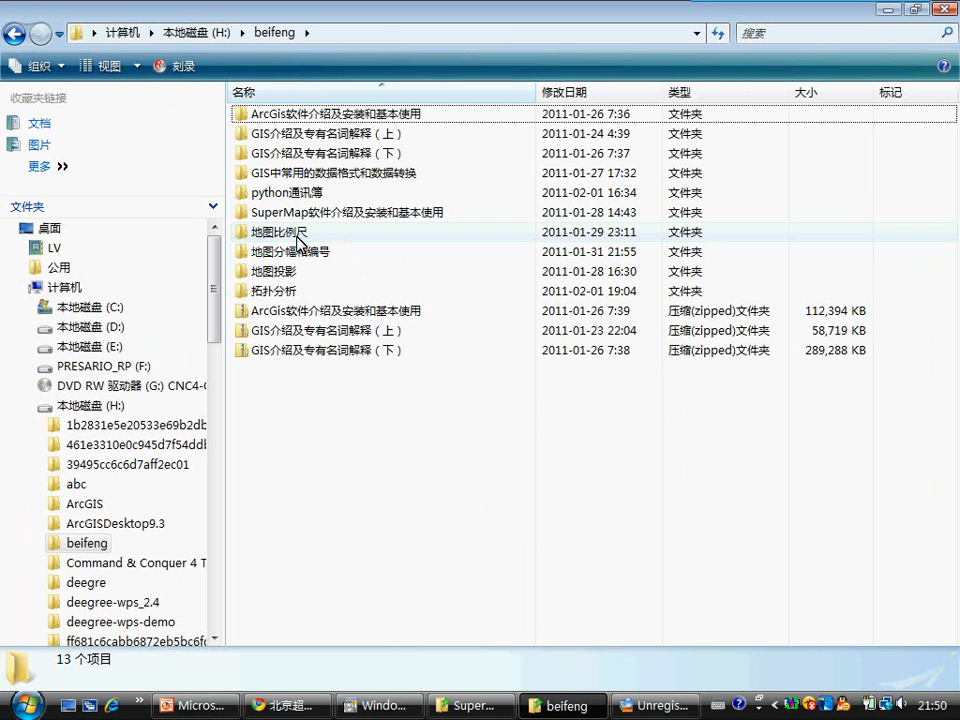 计算机 本地磁盘 (H:) beifeng
搜索
组织 视图 刻录
收藏夹链接
文档
图片
更多 >>
文件夹
桌面
LV
公用
计算机
本地磁盘 (C:)
本地磁盘 (D:)
本地磁盘 (E:)
PRESARIO_RP (F:)
DVD RW 驱动器 (G:) CNC4-
本地磁盘 (H:)
1b2831e5e20533e69b2db
461e3310e0c945d7f54ddb
39495cc6c6d7aff2ec01
abc
ArcGIS
ArcGISDesktop9.3
beifeng
Command & Conquer 4 T
deegre
deegree-wps_2.4
deegree-wps-demo
ff681c6cabb6872eb5bc6fc
名称 修改日期 类型 大小 标记
ArcGis软件介绍及安装和基本使用 2011-01-26 7:36 文件夹
GIS介绍及专有名词解释（上） 2011-01-24 4:39 文件夹
GIS介绍及专有名词解释（下） 2011-01-26 7:37 文件夹
GIS中常用的数据格式和数据转换 2011-01-27 17:32 文件夹
python通讯簿 2011-02-01 16:34 文件夹
SuperMap软件介绍及安装和基本使用 2011-01-28 14:43 文件夹
地图比例尺 2011-01-29 23:11 文件夹
地图分幅和编号 2011-01-31 21:55 文件夹
地图投影 2011-01-28 16:30 文件夹
拓扑分析 2011-02-01 19:04 文件夹
ArcGis软件介绍及安装和基本使用 2011-01-26 7:39 压缩(zipped)文件夹 112,394 KB
GIS介绍及专有名词解释（上） 2011-01-23 22:04 压缩(zipped)文件夹 58,719 KB
GIS介绍及专有名词解释（下） 2011-01-26 7:38 压缩(zipped)文件夹 289,288 KB
13 个项目
Micros... 北京超... Windo... Super... beifeng Unregis... 21:50